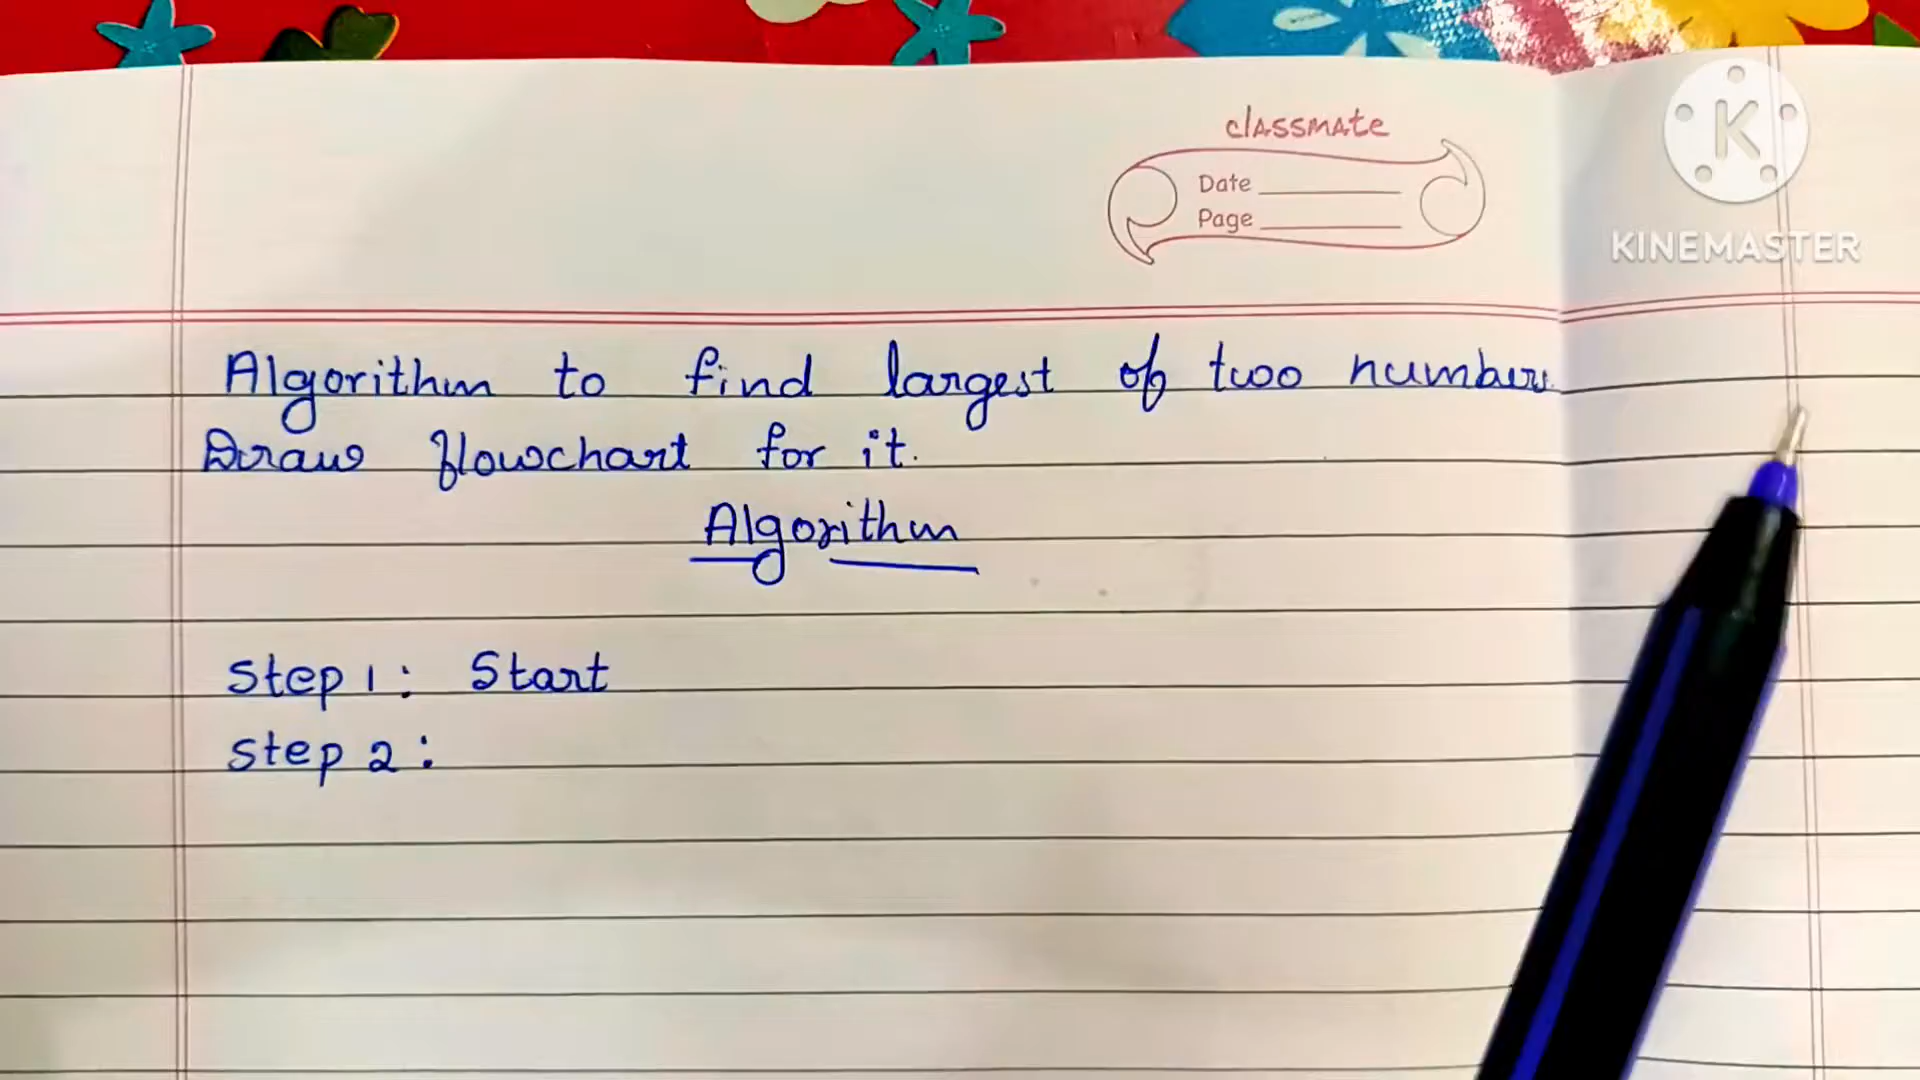 classmate
Date
Page
KINEMASTER
Algorithm to find largest of two numbers.
Draw flowchart for it.
Algorithm
Step 1 : Start
Step 2 :